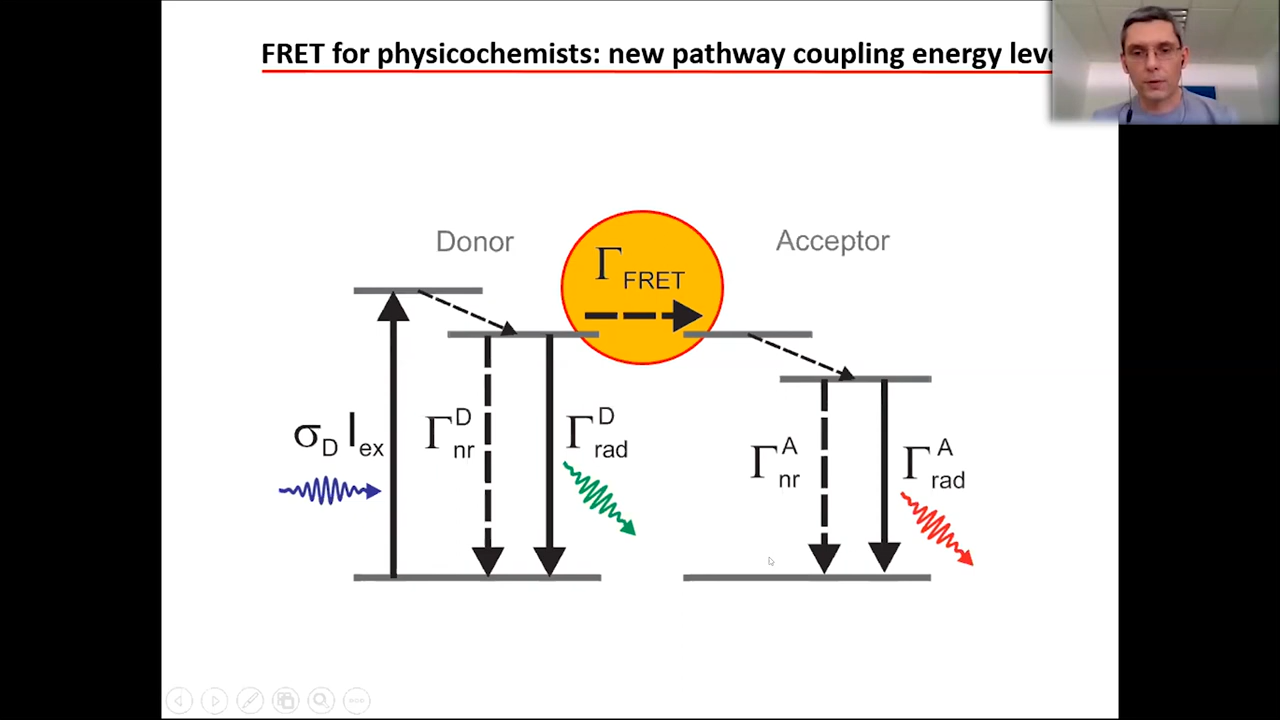 FRET for physicochemists: new pathway coupling energy leve
Donor
Acceptor
Γ FRET
σD Iex
Γ D nr
Γ D rad
Γ A nr
Γ A rad